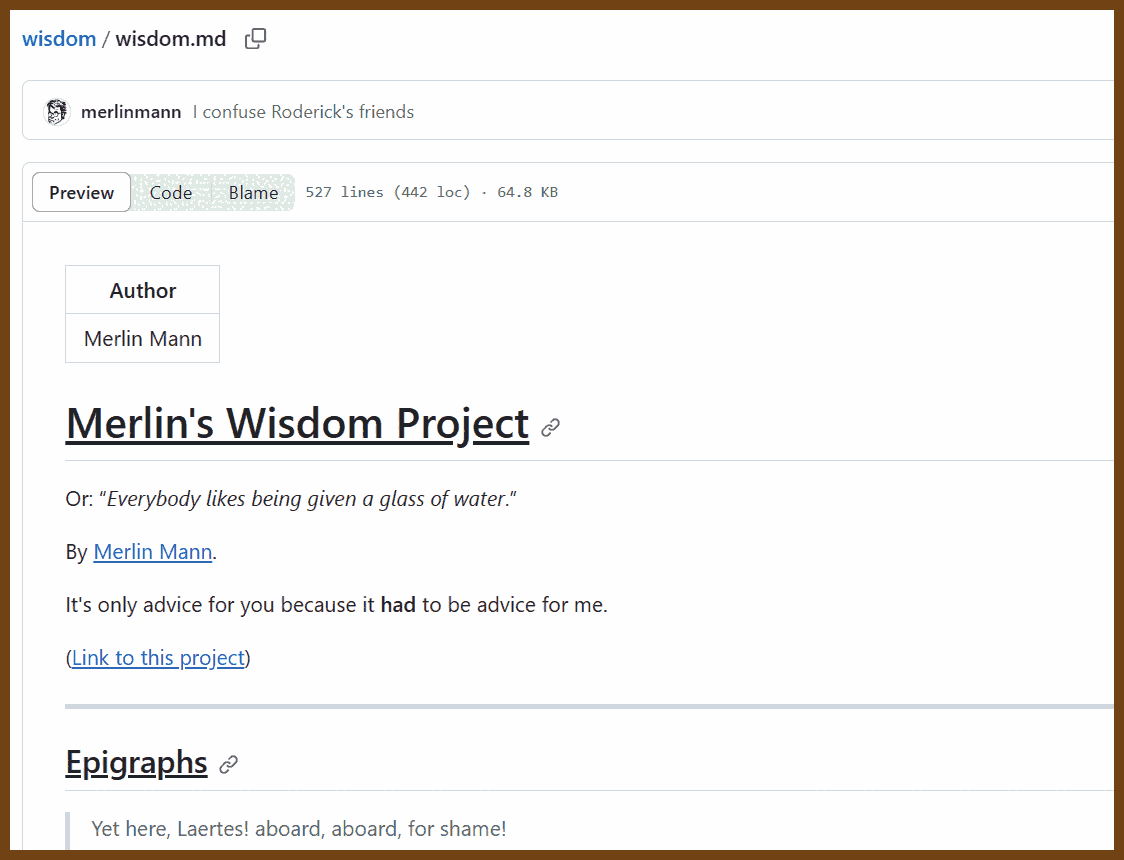 wisdom / wisdom.md
merlinmann I confuse Roderick's friends
Preview Code Blame 527 lines (442 loc) · 64.8 KB
Author
Merlin Mann
Merlin's Wisdom Project
Or: “Everybody likes being given a glass of water.”
By Merlin Mann.
It's only advice for you because it had to be advice for me.
(Link to this project)
Epigraphs
Yet here, Laertes! aboard, aboard, for shame!